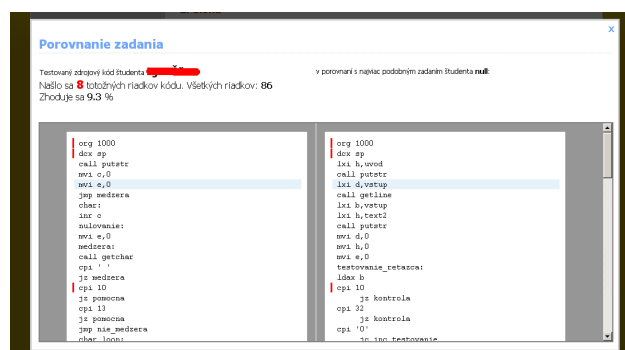 x
Porovnanie zadania
Testovaný zdrojový kód študenta
v porovnaní s najviac podobným zadaním študenta null:
Našlo sa 8 totožných riadkov kódu. Všetkých riadkov: 86
Zhoduje sa 9.3 %
org 1000
dcx sp
call putstr
mvi c,0
mvi e,0
jmp medzera
char:
inr c
nulovanie:
mvi e,0
medzera:
call getchar
cpi ' '
jz medzera
cpi 10
jz pomocna
cpi 13
jz pomocna
jmp nie_medzera
char_loop:
org 1000
dcx sp
lxi h,uvod
call putstr
lxi d,vstup
call getline
lxi b,vstup
lxi h,text2
call putstr
mvi d,0
mvi h,0
mvi e,0
testovanie_retazca:
ldax b
cpi 10
jz kontrola
cpi 32
jz kontrola
cpi '0'
jc inc_testovanie